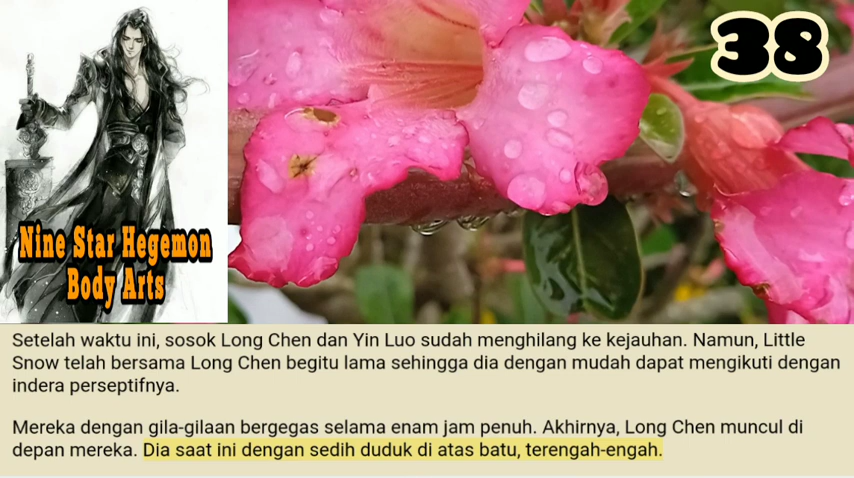 38
Nine Star Hegemon
Body Arts
Setelah waktu ini, sosok Long Chen dan Yin Luo sudah menghilang ke kejauhan. Namun, Little
Snow telah bersama Long Chen begitu lama sehingga dia dengan mudah dapat mengikuti dengan
indera perseptifnya.
Mereka dengan gila-gilaan bergegas selama enam jam penuh. Akhirnya, Long Chen muncul di
depan mereka. Dia saat ini dengan sedih duduk di atas batu, terengah-engah.